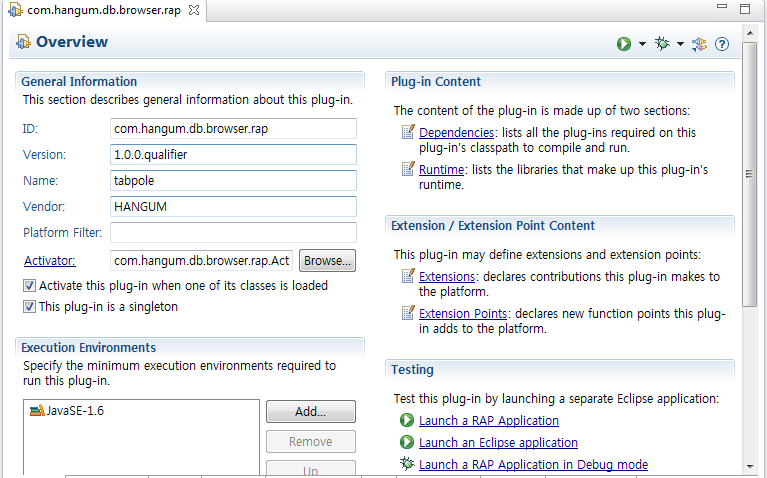 com.hangum.db.browser.rap
Overview
General Information
This section describes general information about this plug-in.
ID:
com.hangum.db.browser.rap
Version:
1.0.0.qualifier
Name:
tabpole
Vendor:
HANGUM
Platform Filter:
Activator:
com.hangum.db.browser.rap.Act
Browse...
Activate this plug-in when one of its classes is loaded
This plug-in is a singleton
Execution Environments
Specify the minimum execution environments required to
run this plug-in.
JavaSE-1.6
Add...
Remove
Up
Plug-in Content
The content of the plug-in is made up of two sections:
Dependencies: lists all the plug-ins required on this
plug-in's classpath to compile and run.
Runtime: lists the libraries that make up this plug-in's
runtime.
Extension / Extension Point Content
This plug-in may define extensions and extension points:
Extensions: declares contributions this plug-in makes to
the platform.
Extension Points: declares new function points this plug-
in adds to the platform.
Testing
Test this plug-in by launching a separate Eclipse application:
Launch a RAP Application
Launch an Eclipse application
Launch a RAP Application in Debug mode